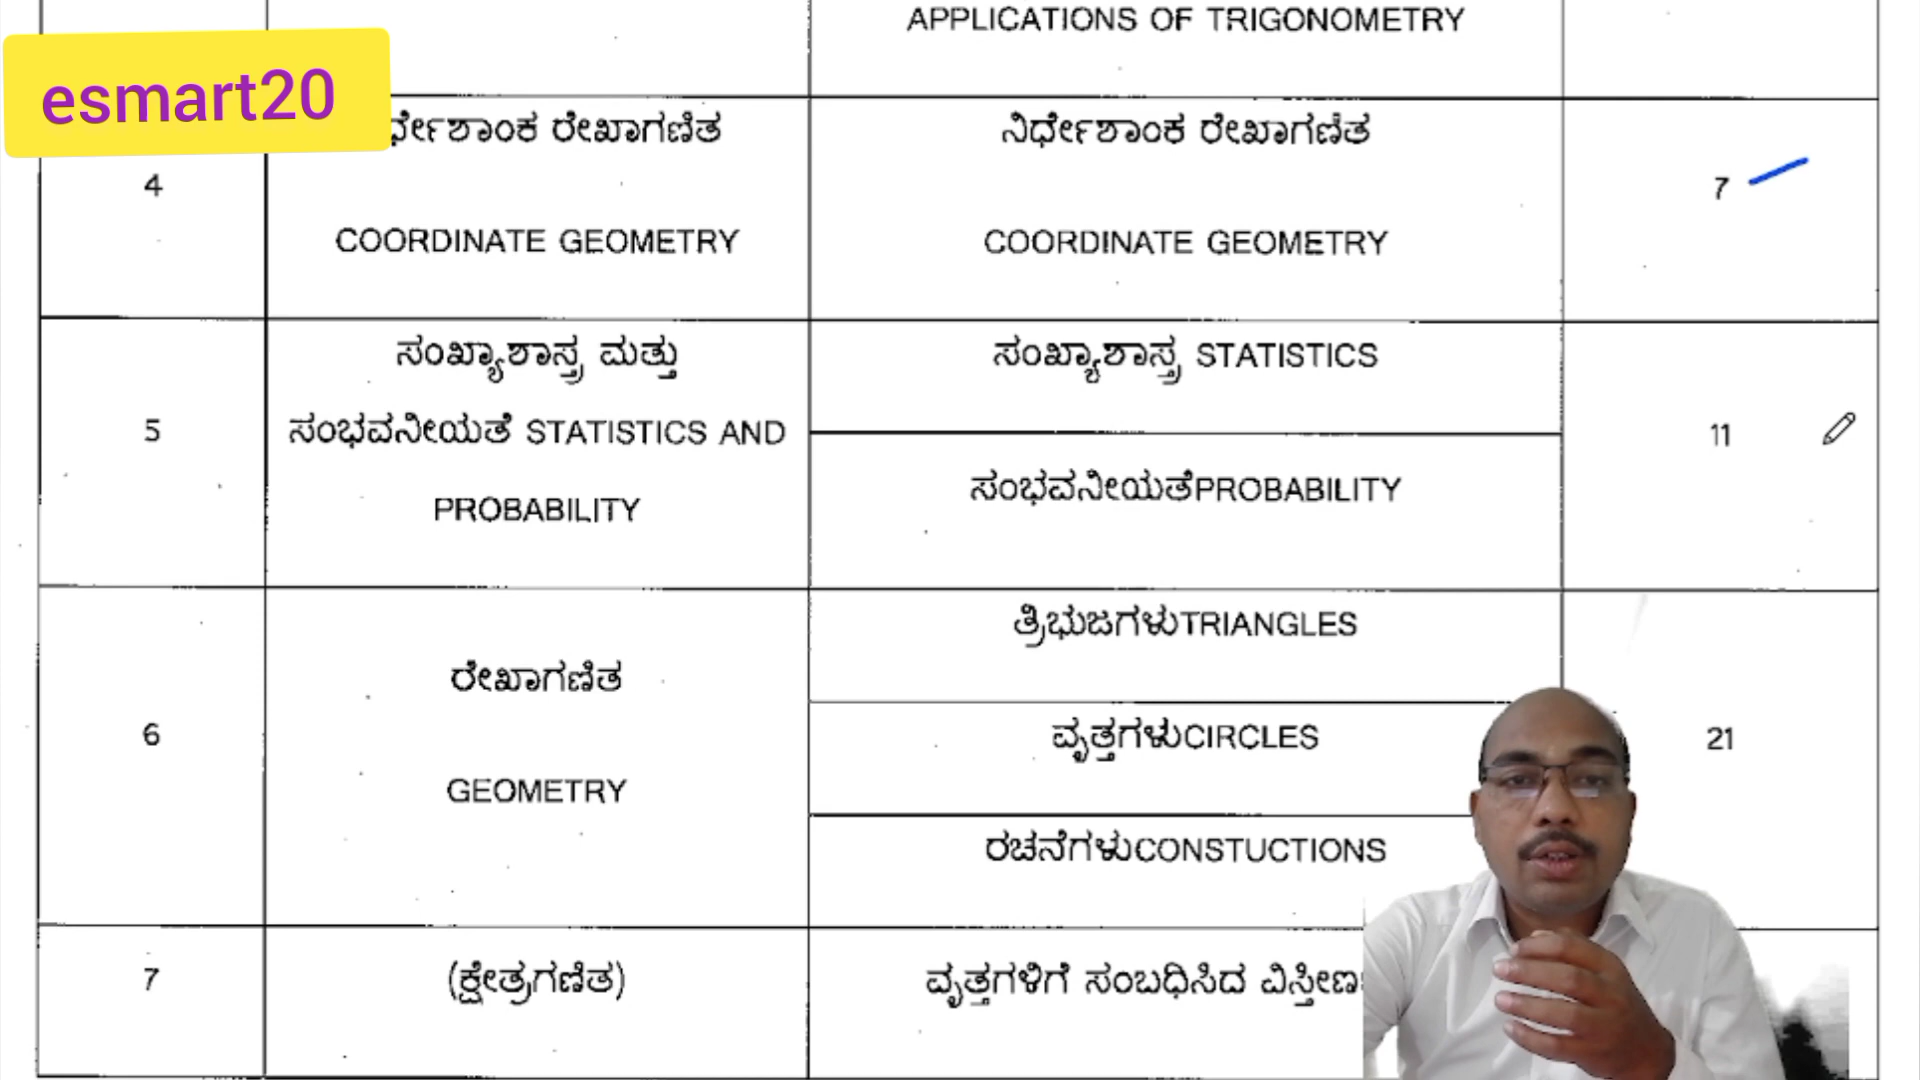 APPLICATIONS OF TRIGONOMETRY
esmart20
ರ್ಧೇಶಾಂಕ ರೇಖಾಗಣಿತ
ನಿರ್ಧೇಶಾಂಕ ರೇಖಾಗಣಿತ
4
7
COORDINATE GEOMETRY
COORDINATE GEOMETRY
ಸಂಖ್ಯಾಶಾಸ್ತ್ರ ಮತ್ತು
ಸಂಖ್ಯಾಶಾಸ್ತ್ರ STATISTICS
5
ಸಂಭವನೀಯತೆ STATISTICS AND
11
ಸಂಭವನೀಯತೆPROBABILITY
PROBABILITY
ತ್ರಿಭುಜಗಳುTRIANGLES
ರೇಖಾಗಣಿತ
6
ವೃತ್ತಗಳುCIRCLES
21
GEOMETRY
ರಚನೆಗಳುCONSTUCTIONS
7
(ಕ್ಷೇತ್ರಗಣಿತ)
ವೃತ್ತಗಳಿಗೆ ಸಂಬಧಿಸಿದ